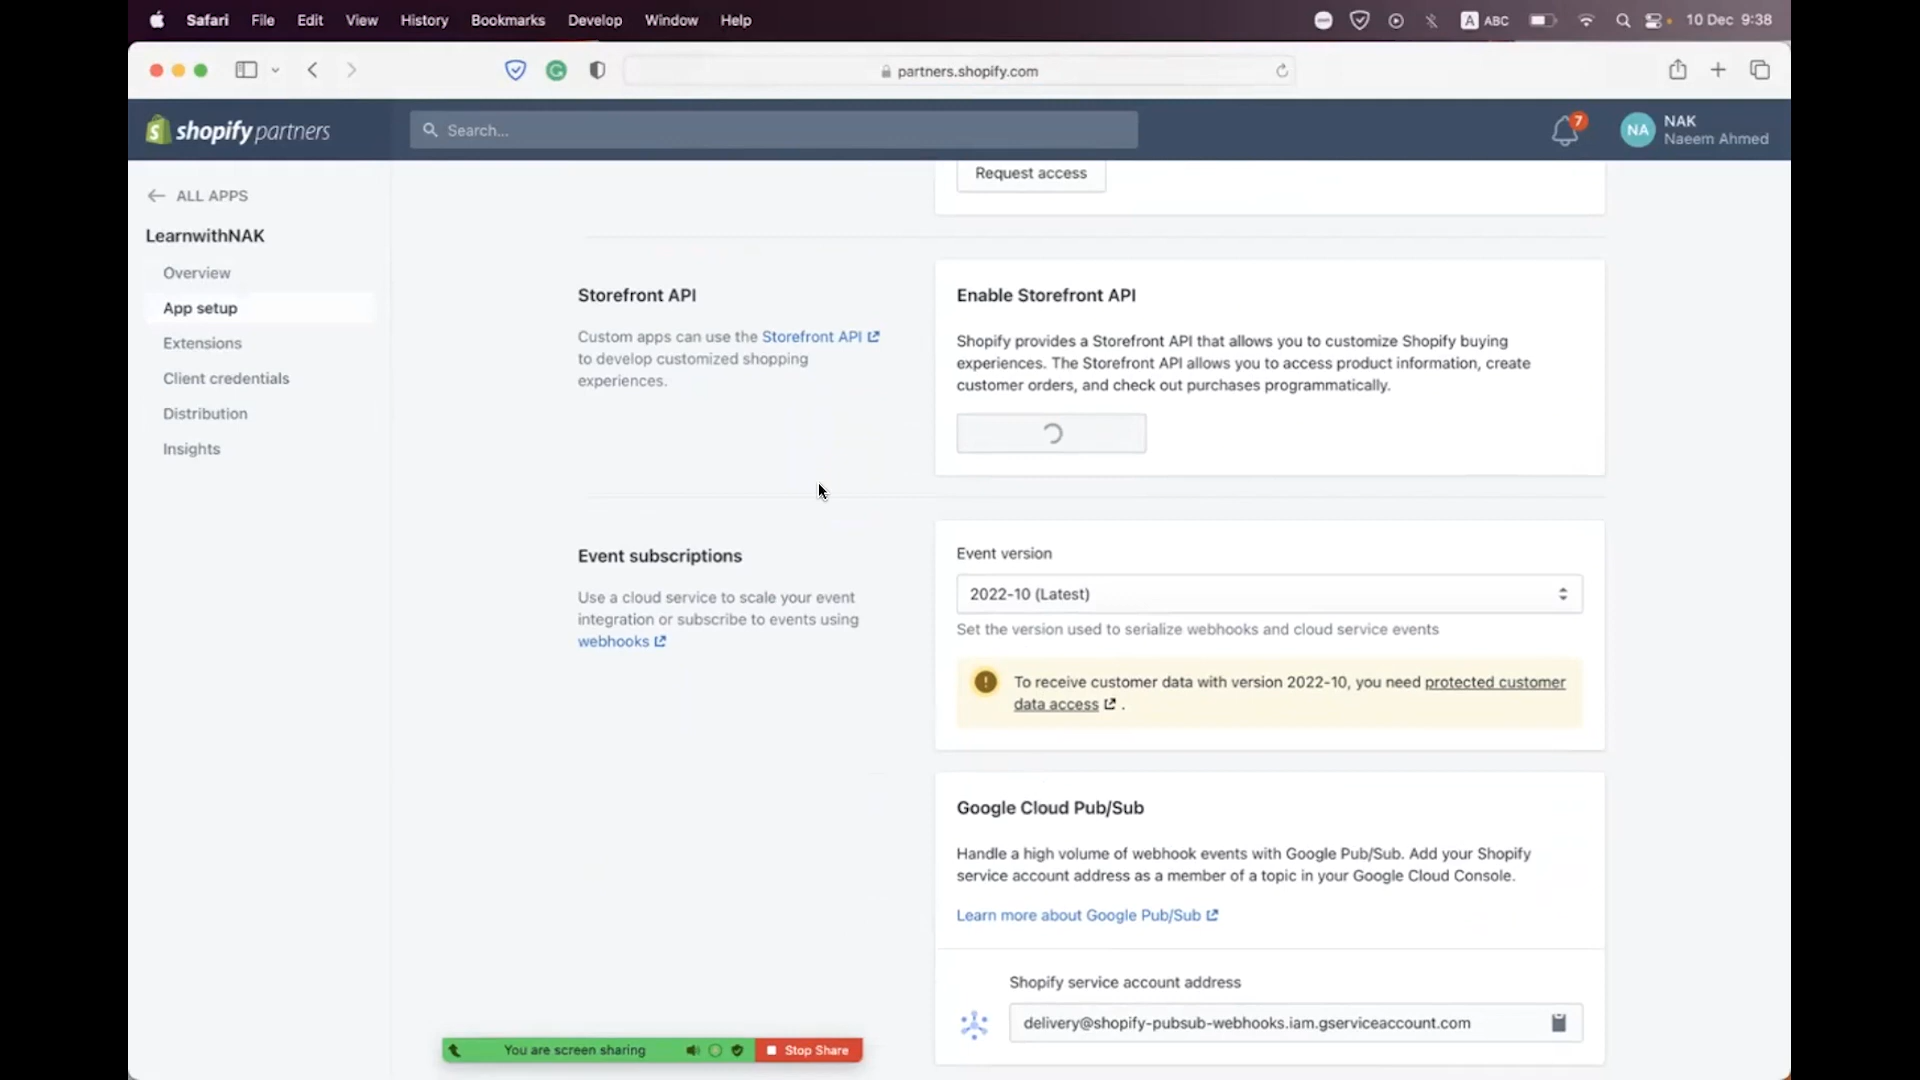 Safari File Edit View History Bookmarks Develop Window Help A ABC 10 Dec 9:38
partners.shopify.com
shopify partners Search... 7 NA NAK
Naeem Ahmed
ALL APPS
LearnwithNAK
Overview
App setup
Extensions
Client credentials
Distribution
Insights
Request access
Storefront API
Custom apps can use the Storefront API
to develop customized shopping
experiences.
Enable Storefront API
Shopify provides a Storefront API that allows you to customize Shopify buying
experiences. The Storefront API allows you to access product information, create
customer orders, and check out purchases programmatically.
Event subscriptions
Use a cloud service to scale your event
integration or subscribe to events using
webhooks
Event version
2022-10 (Latest)
Set the version used to serialize webhooks and cloud service events
To receive customer data with version 2022-10, you need protected customer
data access .
Google Cloud Pub/Sub
Handle a high volume of webhook events with Google Pub/Sub. Add your Shopify
service account address as a member of a topic in your Google Cloud Console.
Learn more about Google Pub/Sub
Shopify service account address
delivery@shopify-pubsub-webhooks.iam.gserviceaccount.com
You are screen sharing Stop Share